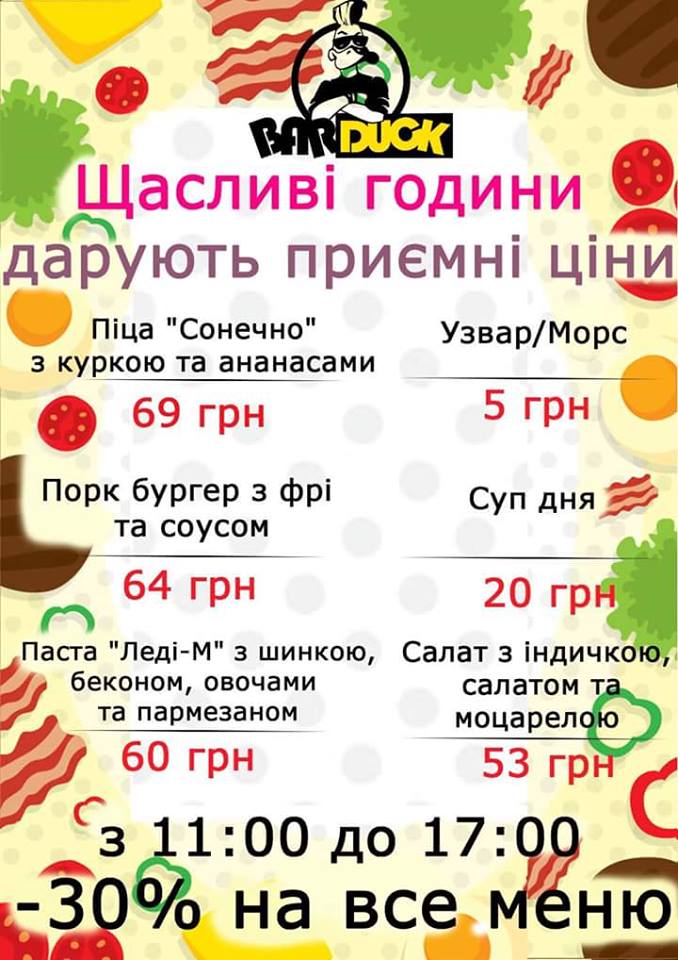 BARDUCK
Щасливі години
дарують приємні ціни
Піца "Сонечно"
з куркою та ананасами
69 грн
Узвар/Морс
5 грн
Порк бургер з фрі
та соусом
64 грн
Суп дня
20 грн
Паста "Леді-М" з шинкою,
беконом, овочами
та пармезаном
60 грн
Салат з індичкою,
салатом та
моцарелою
53 грн
з 11:00 до 17:00
-30% на все меню